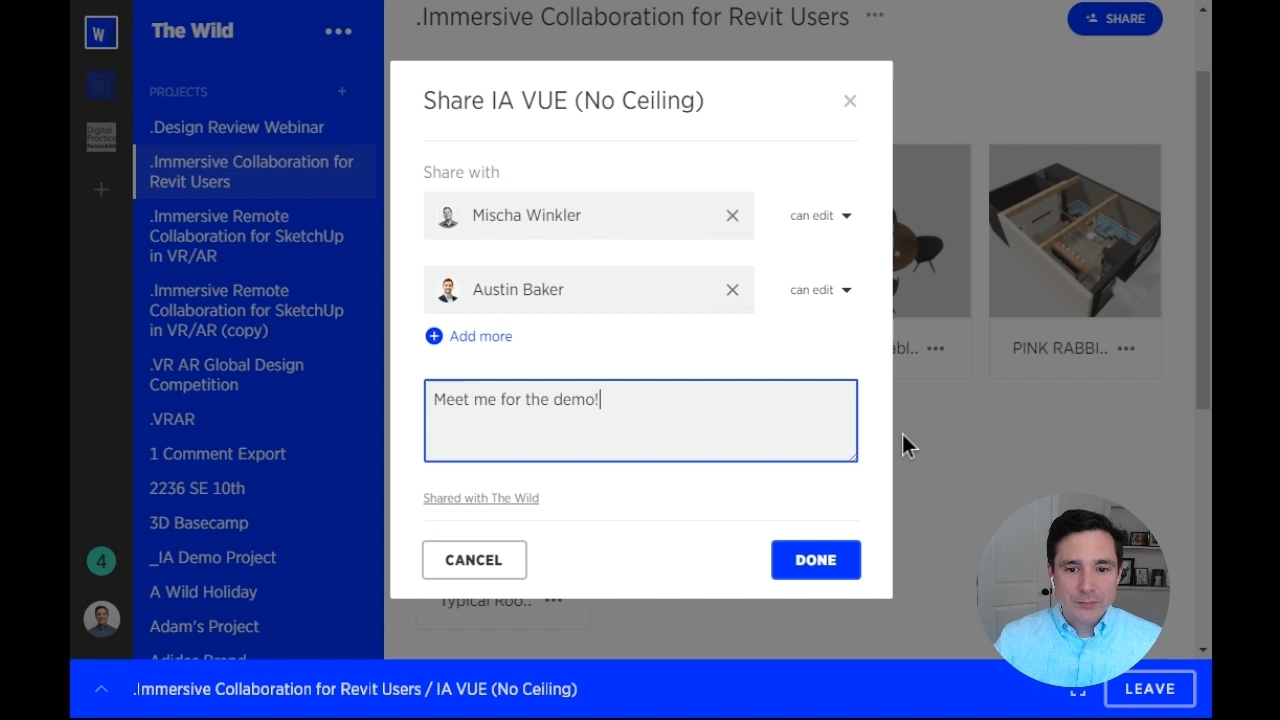 W
The Wild
•••
.Immersive Collaboration for Revit Users
•••
SHARE
PROJECTS
+
.Design Review Webinar
.Immersive Collaboration for
Revit Users
.Immersive Remote
Collaboration for SketchUp
in VR/AR
.Immersive Remote
Collaboration for SketchUp
in VR/AR (copy)
.VR AR Global Design
Competition
.VRAR
1 Comment Export
2236 SE 10th
3D Basecamp
_IA Demo Project
A Wild Holiday
Adam's Project
Digital
Practice
4
Share IA VUE (No Ceiling)
Share with
Mischa Winkler
can edit
Austin Baker
can edit
Add more
Meet me for the demo!
Shared with The Wild
CANCEL
DONE
abl.. •••
PINK RABBI.. •••
Typical Roo.. •••
.Immersive Collaboration for Revit Users / IA VUE (No Ceiling)
LEAVE